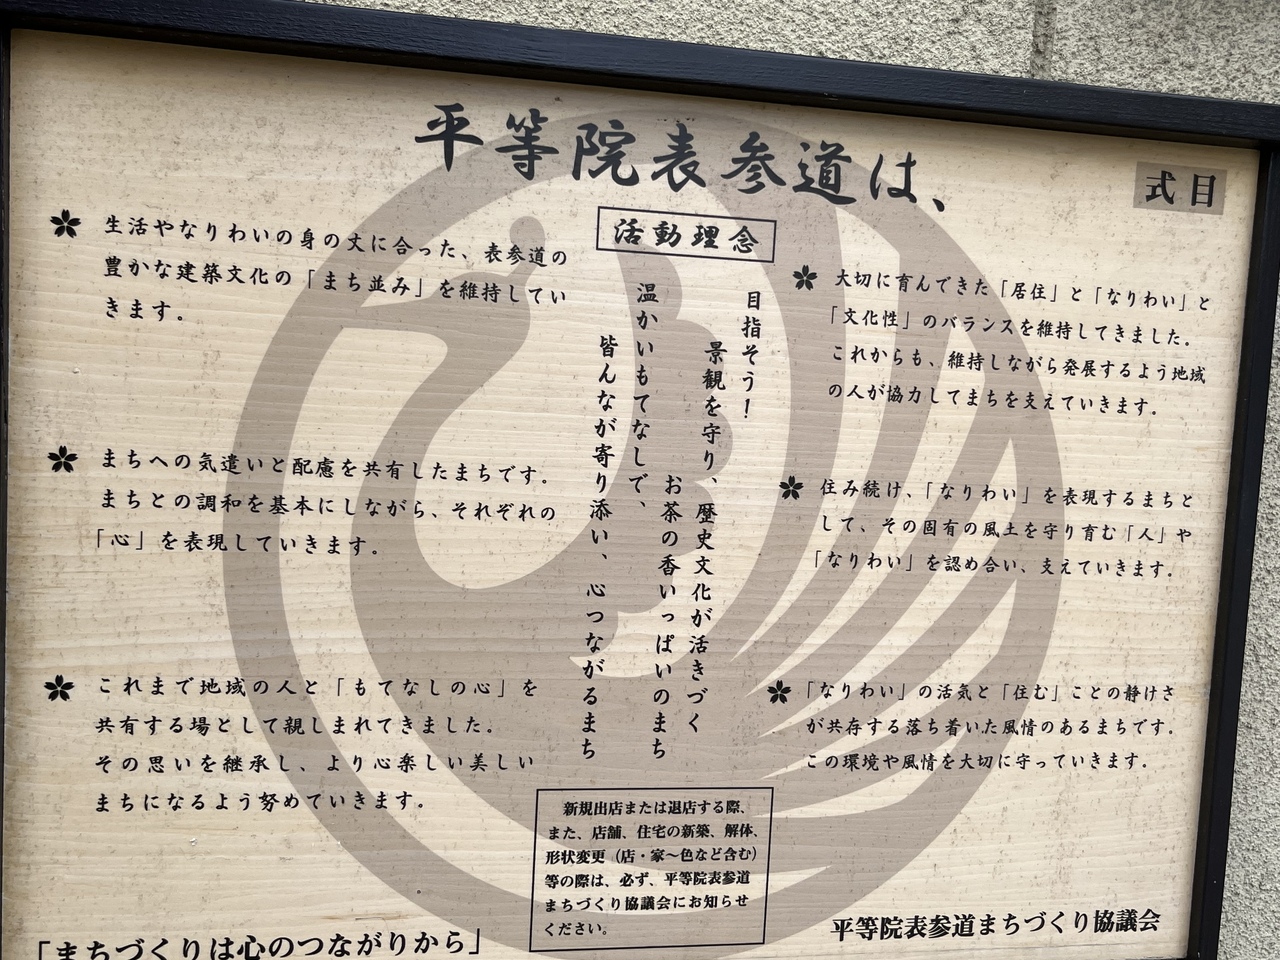 平等院表参道は、
式目
大切に育んできた「居住」と「なりわい」と
「文化性」のバランスを維持してきました。
これからも、維持しながら発展するよう地域
の人が協力してまちを支えていきます。
住み続け、「なりわい」を表現するまちと
して、その固有の風土を守り育む「人」や
「なりわい」を認め合い、支えていきます。
「なりわい」の活気と「住む」ことの静けさ
が共存する落ち着いた風情のあるまちです。
この環境や風情を大切に守っていきます。
活動理念
目指そう！
景観を守り、歴史文化が活きづく
お茶の香いっぱいのまち
温かいもてなしで、
皆んなが寄り添い、心つながるまち
生活やなりわいの身の丈に合った、表参道の
豊かな建築文化の「まち並み」を維持してい
きます。
まちへの気遣いと配慮を共有したまちです。
まちとの調和を基本にしながら、それぞれの
「心」を表現していきます。
これまで地域の人と「もてなしの心」を
共有する場として親しまれてきました。
その思いを継承し、より心楽しい美しい
まちになるよう努めていきます。
新規出店または退店する際、
また、店舗、住宅の新築、解体、
形状変更（店・家～色など含む）
等の際は、必ず、平等院表参道
まちづくり協議会にお知らせ
ください。
「まちづくりは心のつながりから」
平等院表参道まちづくり協議会